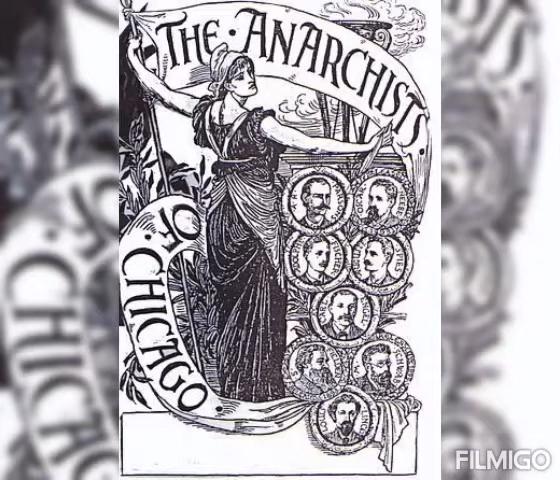 THE · ANARCHISTS ·
OF · CHICAGO ·
FILMIGO